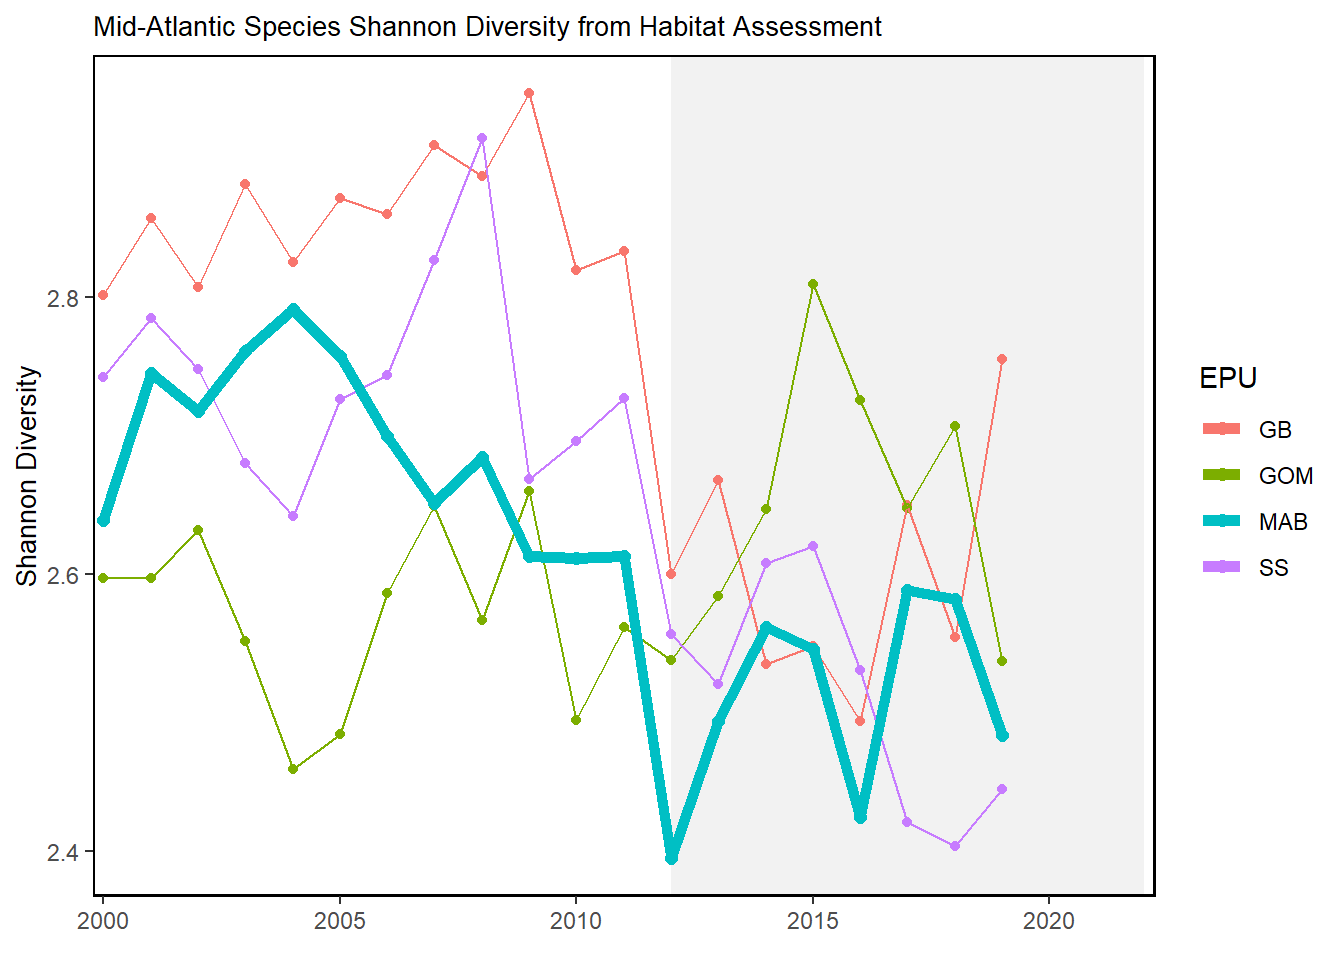 Mid-Atlantic Species Shannon Diversity from Habitat Assessment
Shannon Diversity
2.8
2.6
2.4
2000 2005 2010 2015 2020
EPU
GB
GOM
MAB
SS